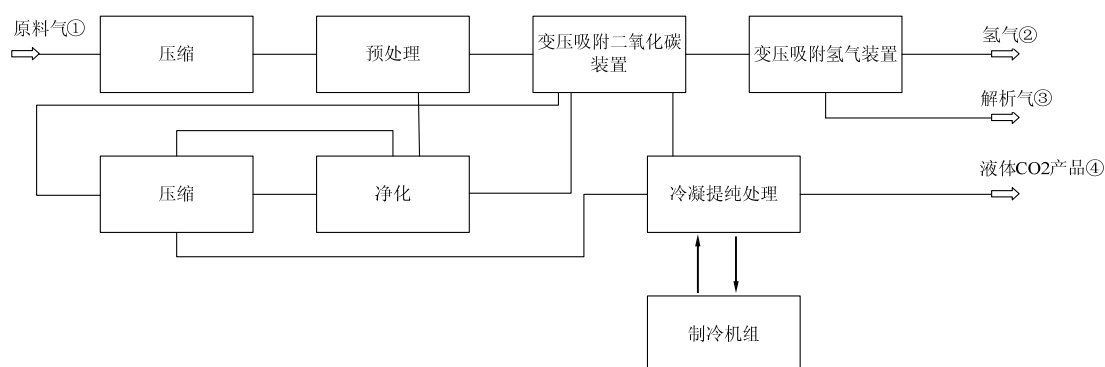 原料气①
压缩
预处理
变压吸附二氧化碳
装置
变压吸附氢气装置
氢气②
解析气③
压缩
净化
冷凝提纯处理
液体CO2产品④
制冷机组